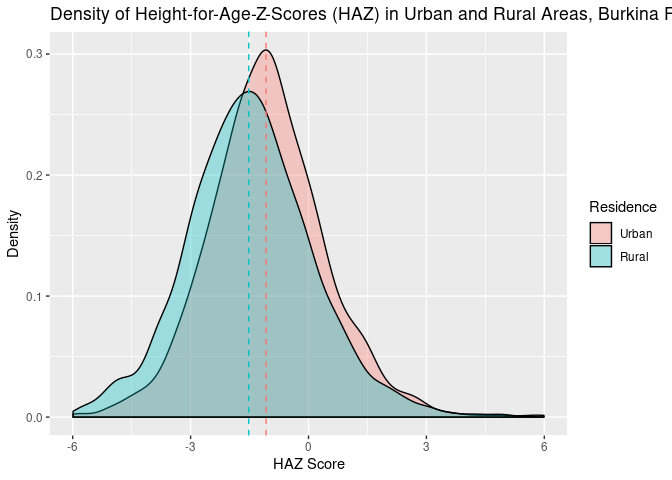 Density of Height-for-Age-Z-Scores (HAZ) in Urban and Rural Areas, Burkina F
0.3
0.2
0.1
0.0
Density
-6 -3 0 3 6
HAZ Score
Residence
Urban
Rural